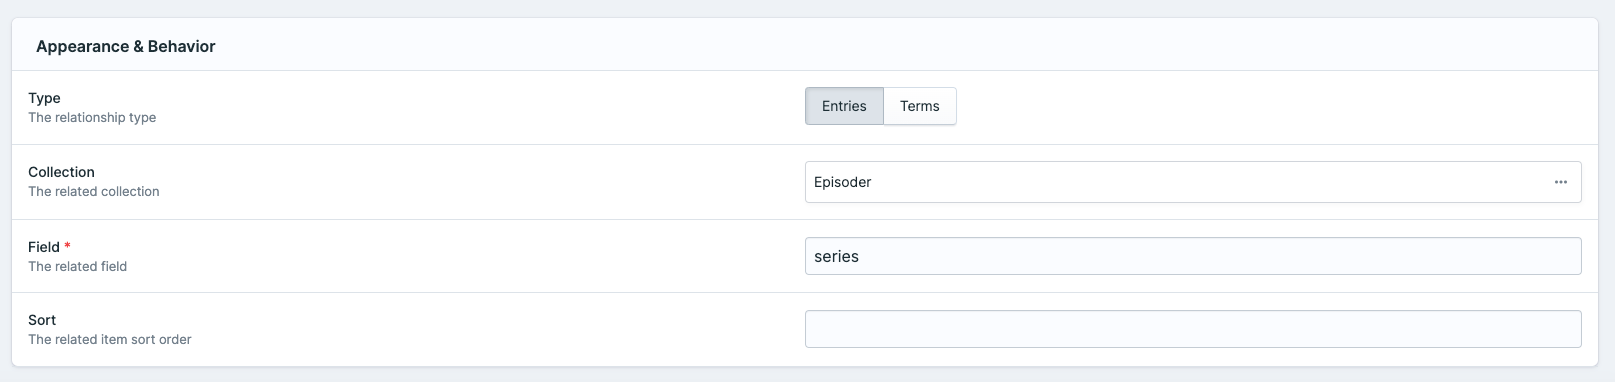 Appearance & Behavior
Type
The relationship type
Entries
Terms
Collection
The related collection
Episoder
Field *
The related field
series
Sort
The related item sort order